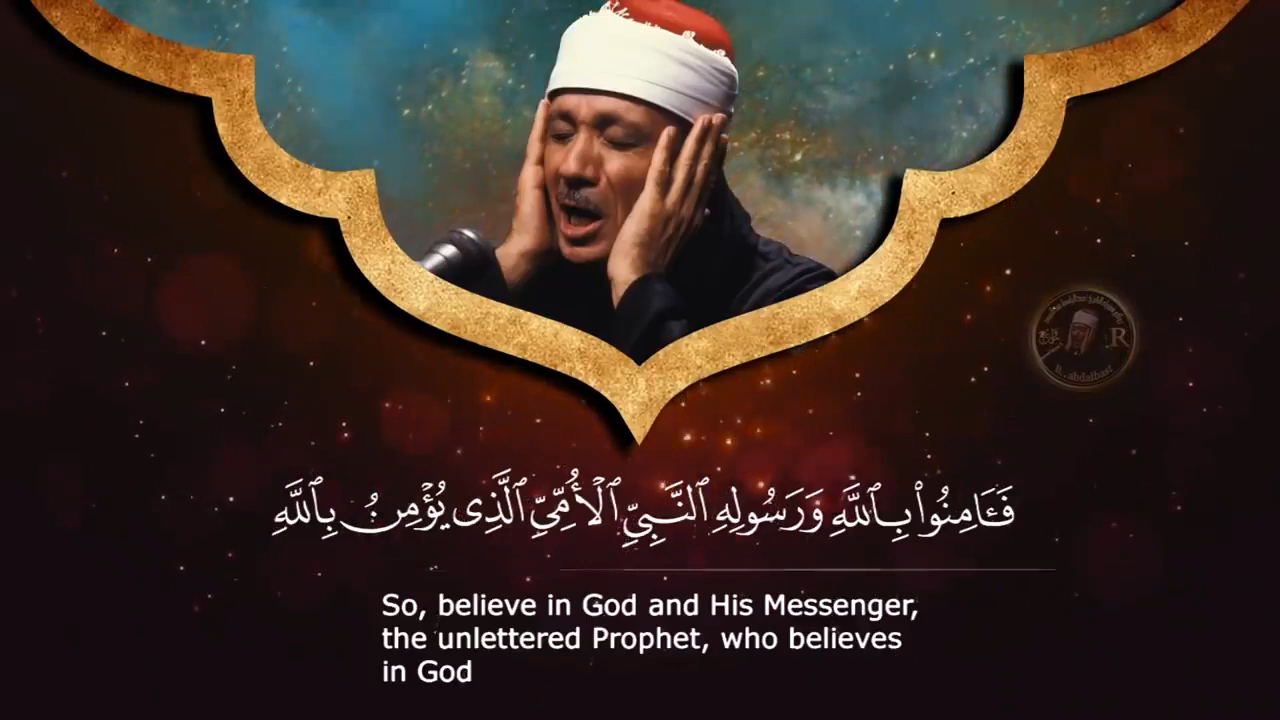 R
R..abdalbast
فَـَٔامِنُوا۟ بِٱللَّهِ وَرَسُولِهِ ٱلنَّبِىِّ ٱلْأُمِّىِّ ٱلَّذِى يُؤْمِنُ بِٱللَّهِ
So, believe in God and His Messenger,
the unlettered Prophet, who believes
in God